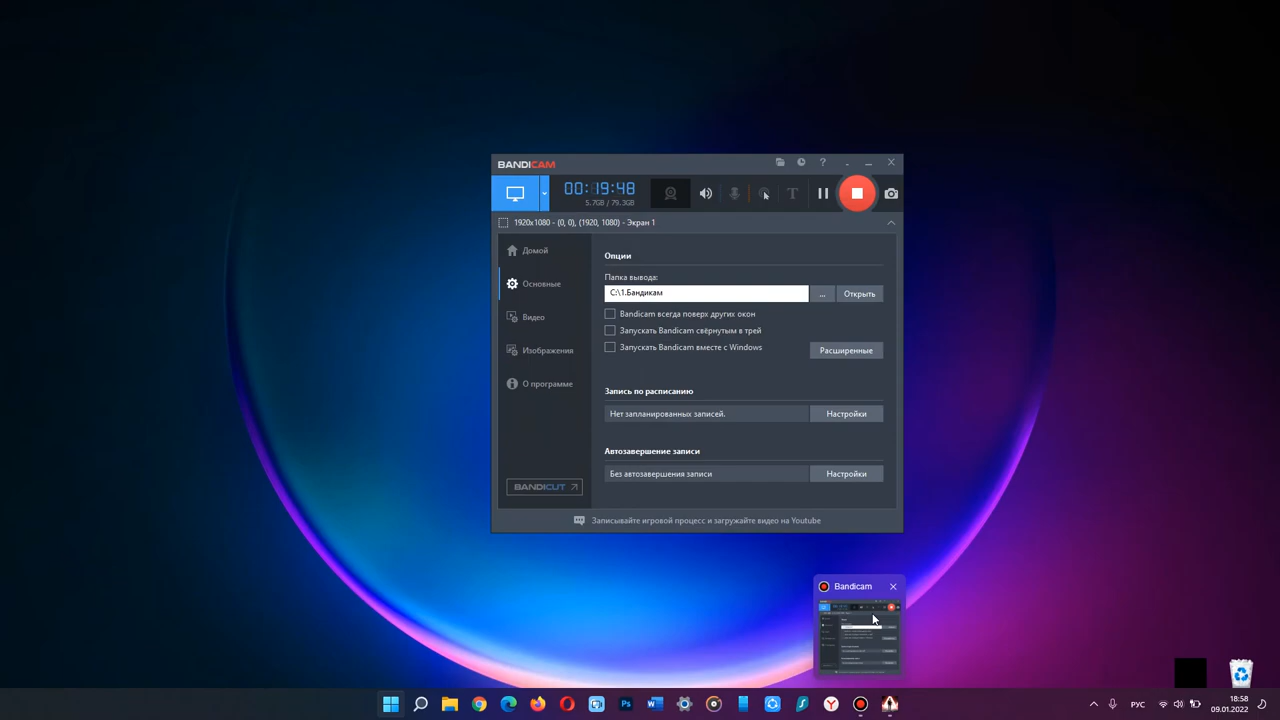 BANDICAM
00:19:48
5.7GB / 79.3GB
1920x1080 - (0, 0), (1920, 1080) - Экран 1
Домой
Основные
Видео
Изображения
О программе
BANDICUT
Опции
Папка вывода:
C:\1.Бандикам
...
Открыть
Bandicam всегда поверх других окон
Запускать Bandicam свёрнутым в трей
Запускать Bandicam вместе с Windows
Расширенные
Запись по расписанию
Нет запланированных записей.
Настройки
Автозавершение записи
Без автозавершения записи
Настройки
Записывайте игровой процесс и загружайте видео на Youtube
Bandicam
РУС
18:58
09.01.2022